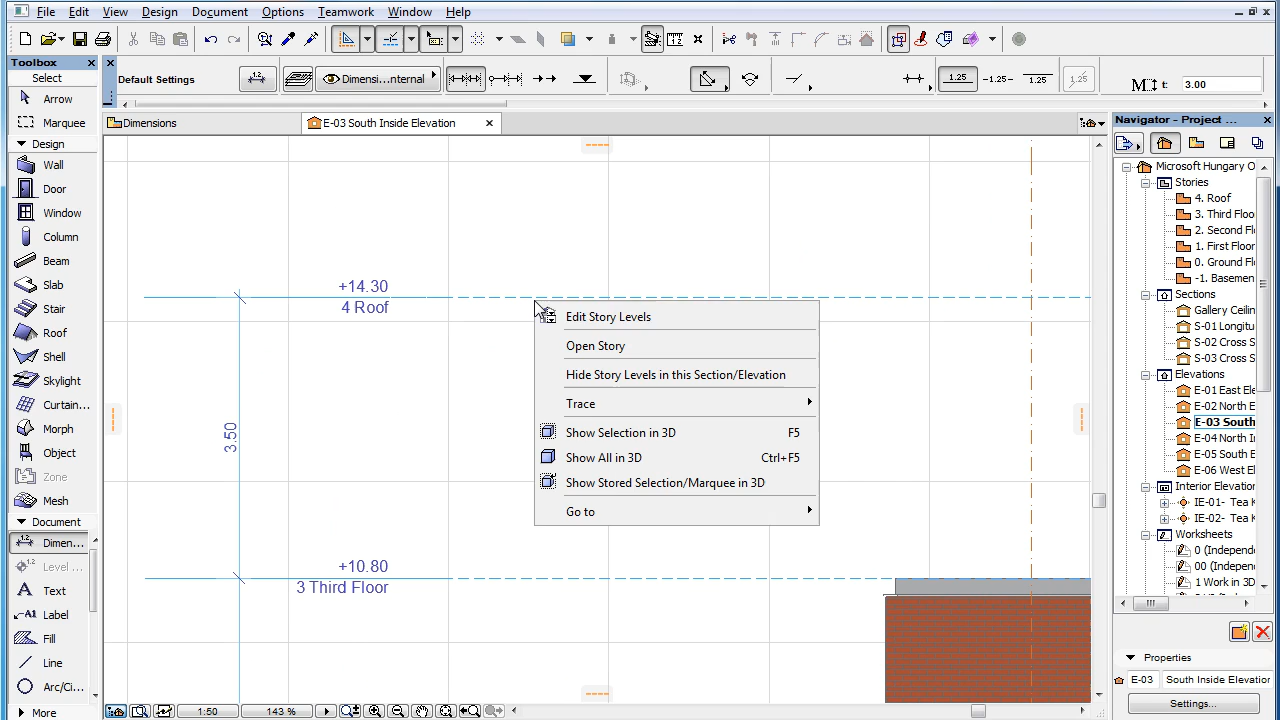 File Edit View Design Document Options Teamwork Window Help
Toolbox
Select
Arrow
Marquee
Design
Wall
Door
Window
Column
Beam
Slab
Stair
Roof
Shell
Skylight
Curtain...
Morph
Object
Zone
Mesh
Document
Dimen...
Level ...
Text
Label
Fill
Line
Arc/Ci...
More
Default Settings
Dimensi...nternal
1.25
-1.25-
1.25
1.25
M t: 3.00
Dimensions
E-03 South Inside Elevation
+14.30
4 Roof
3.50
+10.80
3 Third Floor
Edit Story Levels
Open Story
Hide Story Levels in this Section/Elevation
Trace
Show Selection in 3D F5
Show All in 3D Ctrl+F5
Show Stored Selection/Marquee in 3D
Go to
1:50
143 %
Navigator - Project ...
Microsoft Hungary O
Stories
4. Roof
3. Third Floo
2. Second Fl
1. First Floor
0. Ground F
-1. Basemen
Sections
Gallery Ceilin
S-01 Longitu
S-02 Cross S
S-03 Cross S
Elevations
E-01 East El
E-02 North E
E-03 South
E-04 North I
E-05 South E
E-06 West El
Interior Elevation
IE-01- Tea K
IE-02- Tea K
Worksheets
0 (Independ
00 (Indepen
1 Work in 3D
Properties
E-03 South Inside Elevation
Settings...